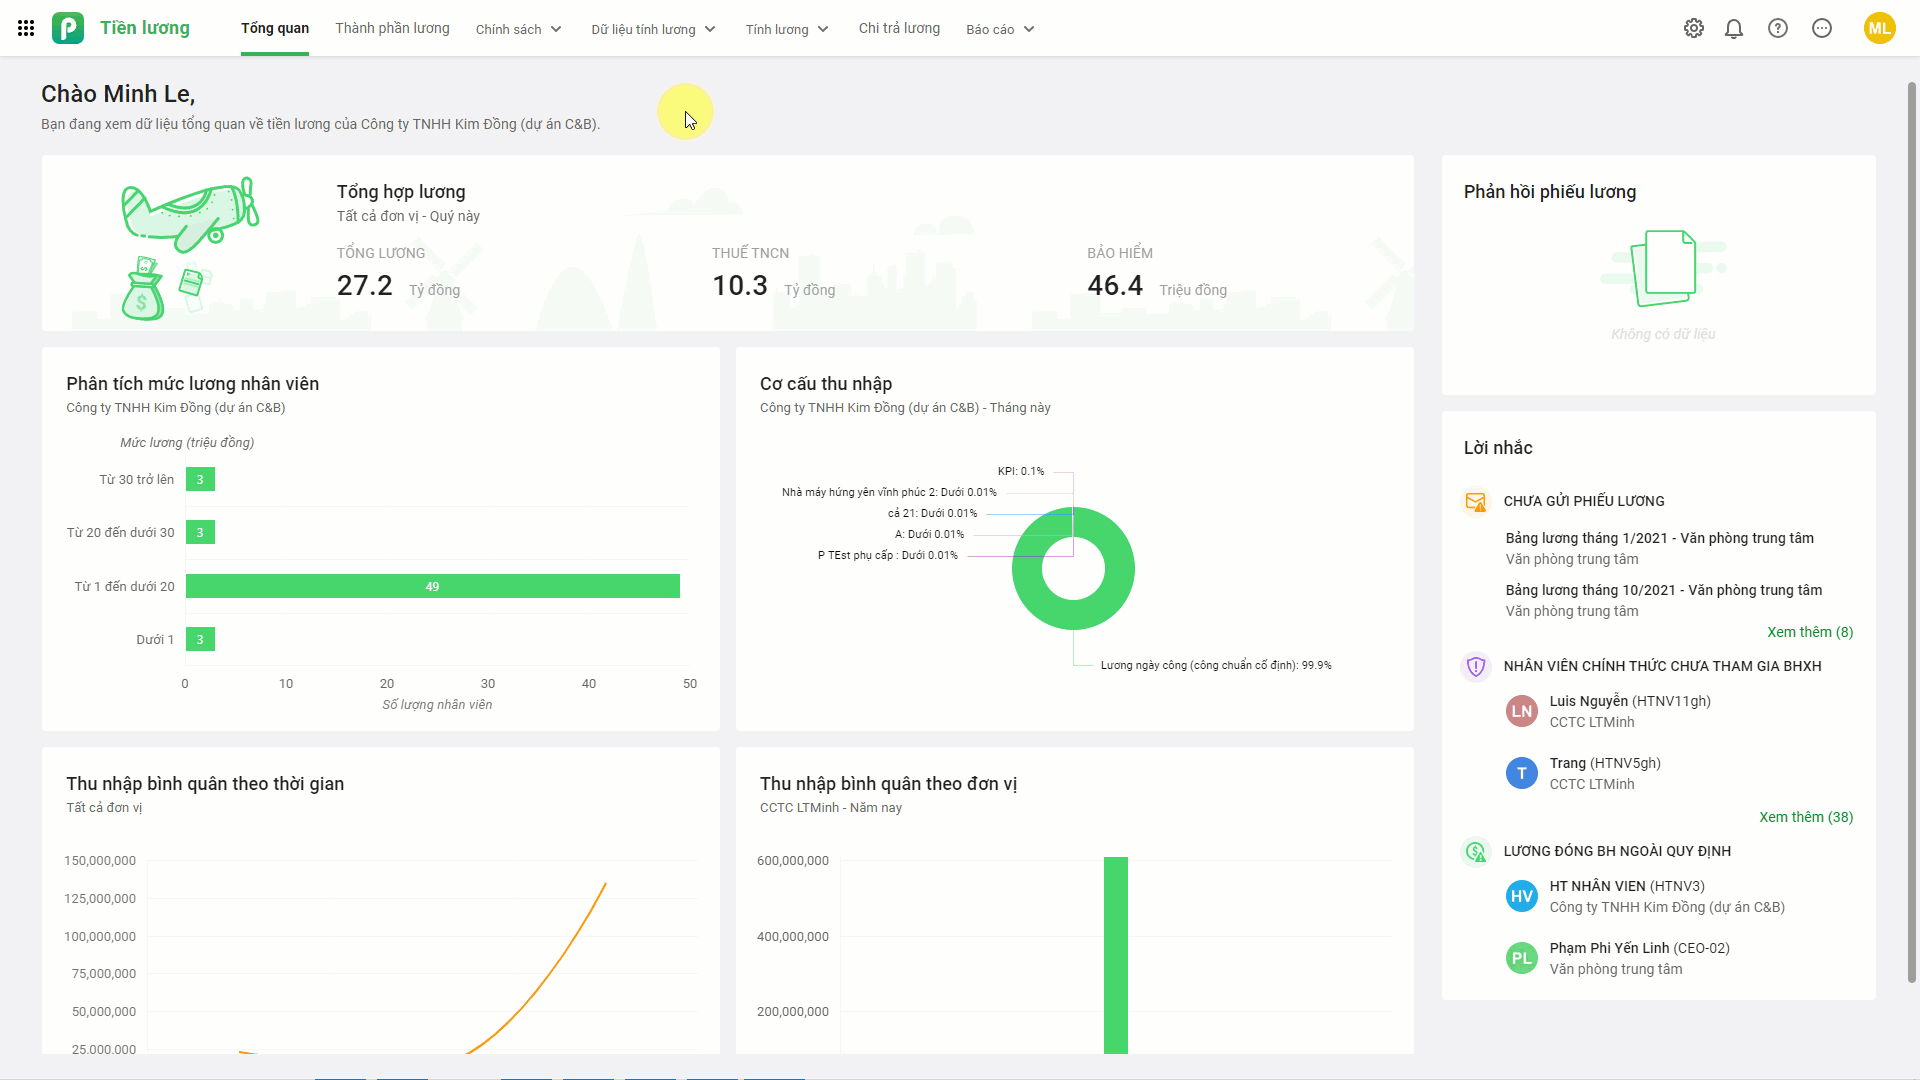 Tiền lương
Tổng quan
Thành phần lương
Chính sách
Dữ liệu tính lương
Tính lương
Chi trả lương
Báo cáo
ML
Chào Minh Le,
Bạn đang xem dữ liệu tổng quan về tiền lương của Công ty TNHH Kim Đồng (dự án C&B).
Tổng hợp lương
Tất cả đơn vị - Quý này
TỔNG LƯƠNG
27.2 Tỷ đồng
THUẾ TNCN
10.3 Tỷ đồng
BẢO HIỂM
46.4 Triệu đồng
Phân tích mức lương nhân viên
Công ty TNHH Kim Đồng (dự án C&B)
Mức lương (triệu đồng)
Từ 30 trở lên
3
Từ 20 đến dưới 30
3
Từ 1 đến dưới 20
49
Dưới 1
3
0 10 20 30 40 50
Số lượng nhân viên
Cơ cấu thu nhập
Công ty TNHH Kim Đồng (dự án C&B) - Tháng này
KPI: 0.1%
Nhà máy hứng yên vĩnh phúc 2: Dưới 0.01%
cả 21: Dưới 0.01%
A: Dưới 0.01%
P TEst phụ cấp : Dưới 0.01%
Lương ngày công (công chuẩn cố định): 99.9%
Thu nhập bình quân theo thời gian
Tất cả đơn vị
150,000,000
125,000,000
100,000,000
75,000,000
50,000,000
25,000,000
Thu nhập bình quân theo đơn vị
CCTC LTMinh - Năm nay
600,000,000
400,000,000
200,000,000
Phản hồi phiếu lương
Không có dữ liệu
Lời nhắc
CHƯA GỬI PHIẾU LƯƠNG
Bảng lương tháng 1/2021 - Văn phòng trung tâm
Văn phòng trung tâm
Bảng lương tháng 10/2021 - Văn phòng trung tâm
Văn phòng trung tâm
Xem thêm (8)
NHÂN VIÊN CHÍNH THỨC CHƯA THAM GIA BHXH
LN
Luis Nguyễn (HTNV11gh)
CCTC LTMinh
T
Trang (HTNV5gh)
CCTC LTMinh
Xem thêm (38)
LƯƠNG ĐÓNG BH NGOÀI QUY ĐỊNH
HV
HT NHÂN VIEN (HTNV3)
Công ty TNHH Kim Đồng (dự án C&B)
PL
Phạm Phi Yến Linh (CEO-02)
Văn phòng trung tâm